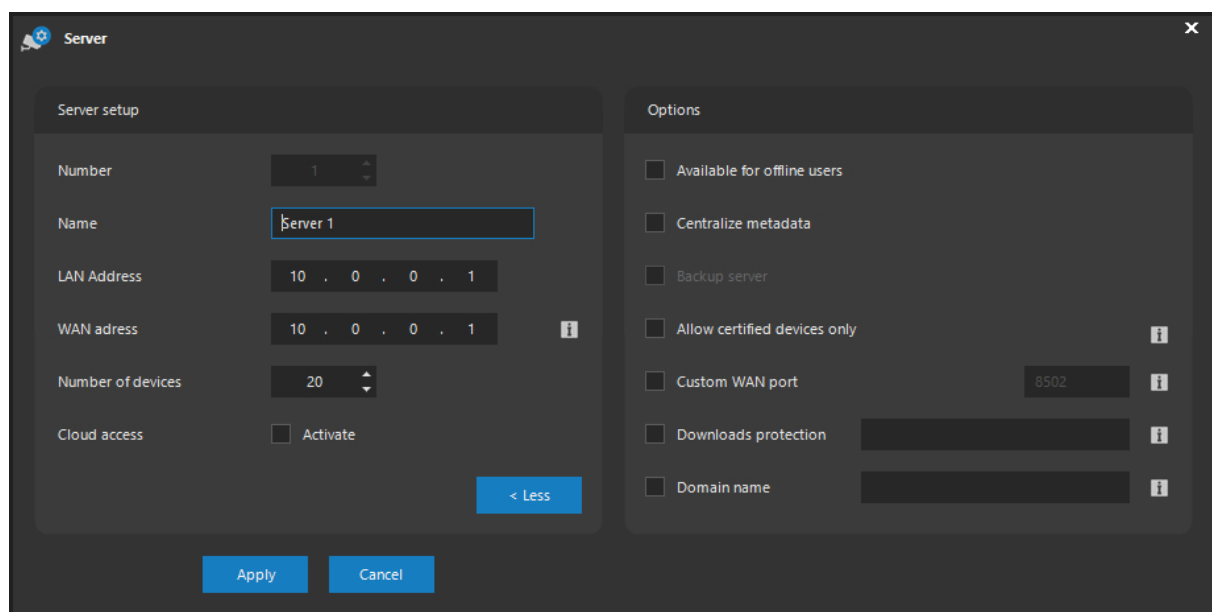 Server
Server setup
Number 1
Name Server 1
LAN Address 10 . 0 . 0 . 1
WAN adress 10 . 0 . 0 . 1
Number of devices 20
Cloud access Activate
< Less
Options
Available for offline users
Centralize metadata
Backup server
Allow certified devices only
Custom WAN port 8502
Downloads protection
Domain name
Apply Cancel